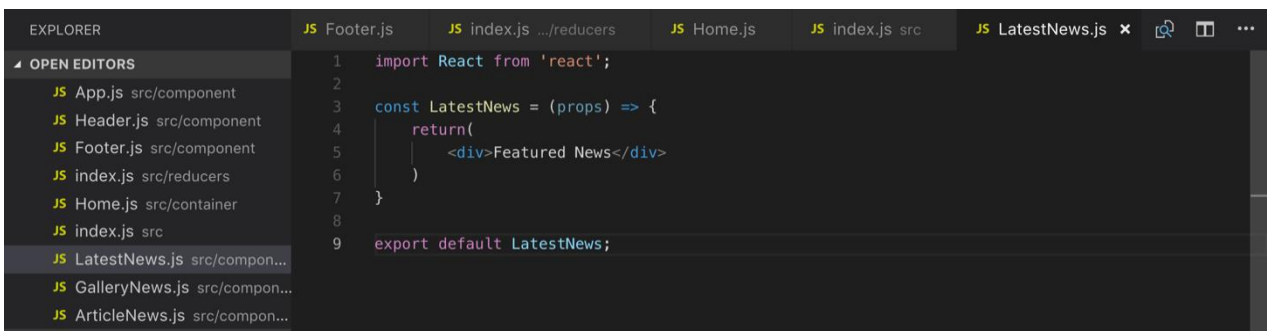 EXPLORER
OPEN EDITORS
JS App.js src/component
JS Header.js src/component
JS Footer.js src/component
JS index.js src/reducers
JS Home.js src/container
JS index.js src
JS LatestNews.js src/compon...
JS GalleryNews.js src/compon...
JS ArticleNews.js src/compon...
JS Footer.js JS index.js .../reducers JS Home.js JS index.js src JS LatestNews.js × ...
1 import React from 'react';
2
3 const LatestNews = (props) => {
4     return(
5         <div>Featured News</div>
6     )
7 }
8
9 export default LatestNews;